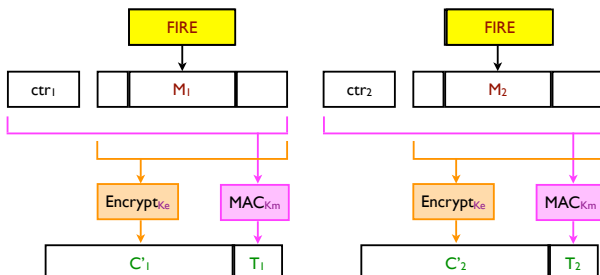 FIRE FIRE
ctr1 M1 ctr2 M2
EncryptKe MACKm EncryptKe MACKm
C'1 T1 C'2 T2